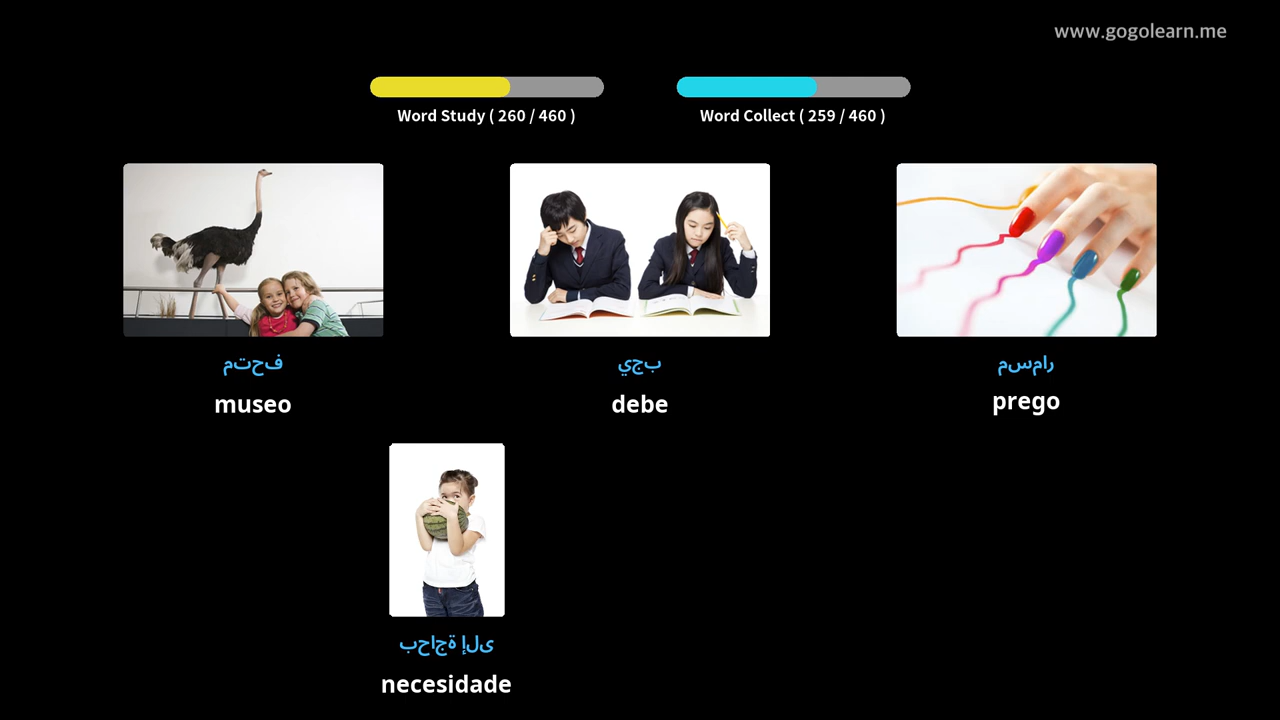 www.gogolearn.me
Word Study ( 260 / 460 )
Word Collect ( 259 / 460 )
متحف
يجب
مسمار
museo
debe
prego
بحاجة إلى
necesidade